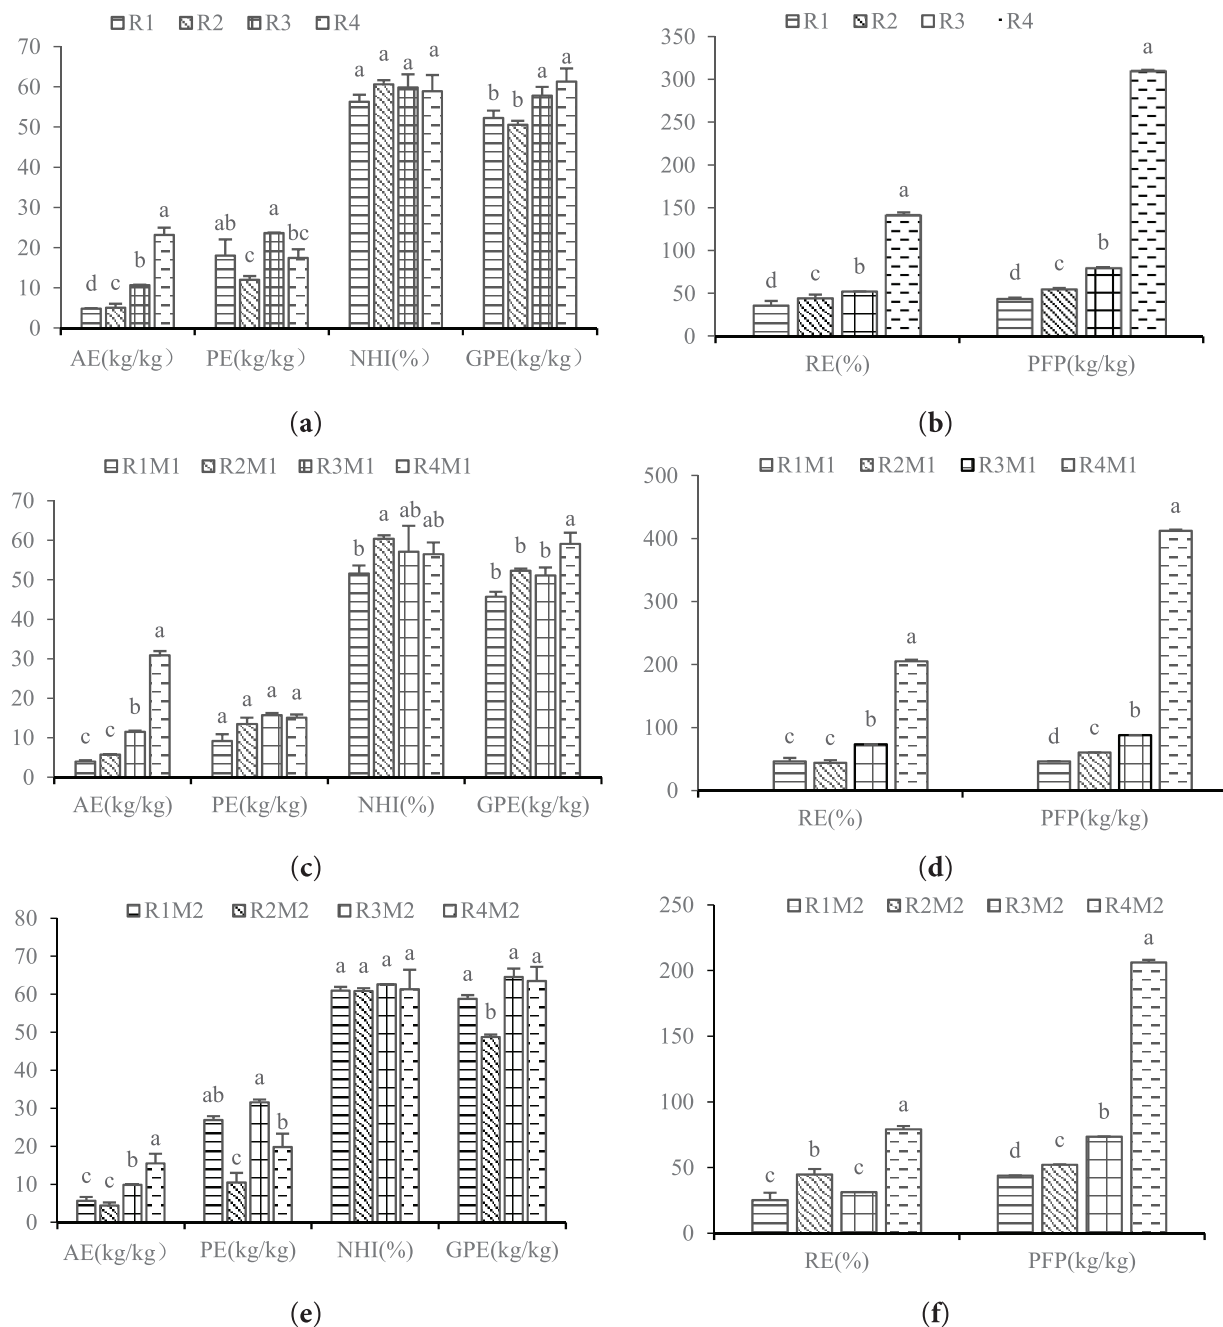 R1 R2 R3 R4
70
60
50
40
30
20
10
0
d c b a
ab c a bc
a a a a
b b a a
AE(kg/kg） PE(kg/kg） NHI(%） GPE(kg/kg）
(a)
R1 R2 R3 R4
350
300
250
200
150
100
50
0
d c b a
d c b a
RE(%) PFP(kg/kg)
(b)
R1M1 R2M1 R3M1 R4M1
70
60
50
40
30
20
10
0
c c b a
a a a a
b a ab ab
b b b a
AE(kg/kg) PE(kg/kg) NHI(%) GPE(kg/kg)
(c)
R1M1 R2M1 R3M1 R4M1
500
400
300
200
100
0
c c b a
d c b a
RE(%) PFP(kg/kg)
(d)
R1M2 R2M2 R3M2 R4M2
80
70
60
50
40
30
20
10
0
c c b a
ab c a b
a a a a
a b a a
AE(kg/kg） PE(kg/kg) NHI(%) GPE(kg/kg)
(e)
R1M2 R2M2 R3M2 R4M2
250
200
150
100
50
0
c b c a
d c b a
RE(%) PFP(kg/kg)
(f)